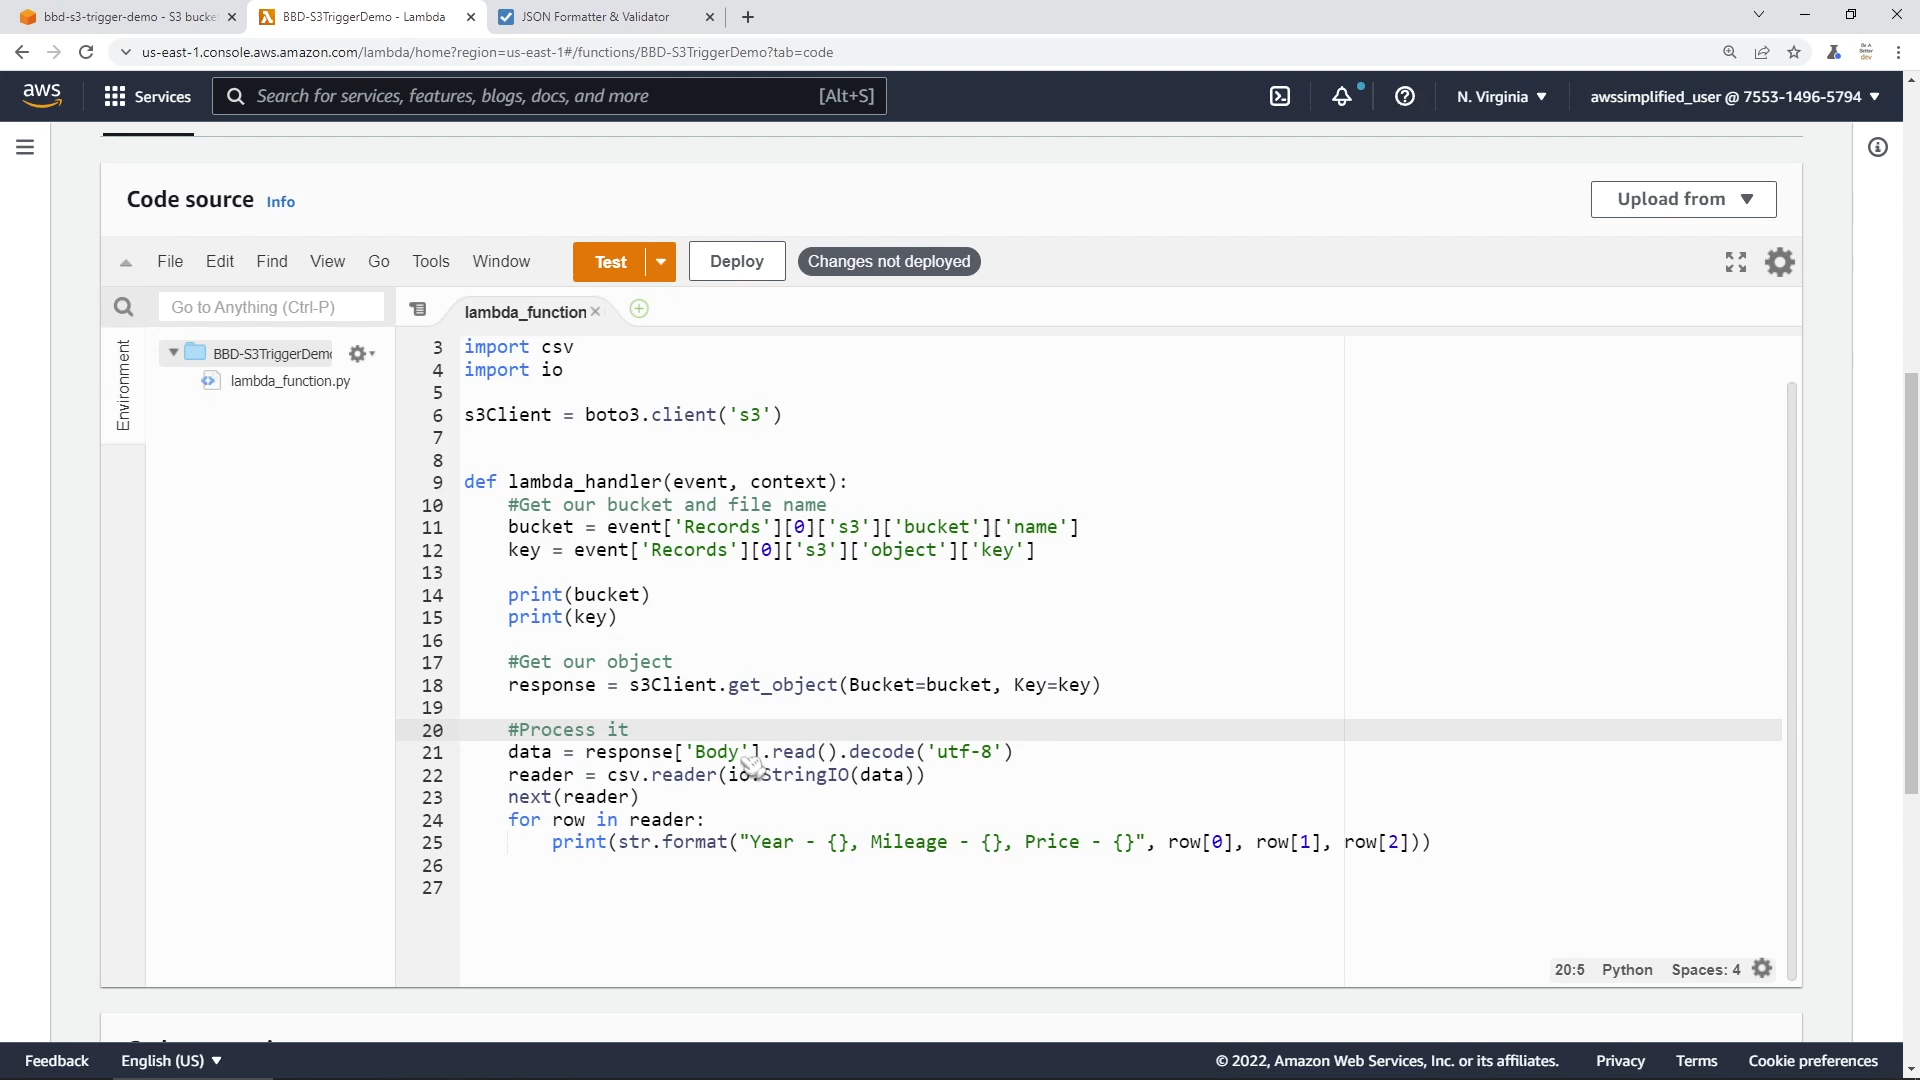 bbd-s3-trigger-demo - S3 bucke
BBD-S3TriggerDemo - Lambda
JSON Formatter & Validator
us-east-1.console.aws.amazon.com/lambda/home?region=us-east-1#/functions/BBD-S3TriggerDemo?tab=code
aws
Services
Search for services, features, blogs, docs, and more
[Alt+S]
N. Virginia
awssimplified_user @ 7553-1496-5794
Code source Info
Upload from
File Edit Find View Go Tools Window
Test
Deploy
Changes not deployed
Go to Anything (Ctrl-P)
lambda_function
Environment
BBD-S3TriggerDem
lambda_function.py
3 import csv
4 import io
5
6 s3Client = boto3.client('s3')
7
8
9 def lambda_handler(event, context):
10 #Get our bucket and file name
11 bucket = event['Records'][0]['s3']['bucket']['name']
12 key = event['Records'][0]['s3']['object']['key']
13
14 print(bucket)
15 print(key)
16
17 #Get our object
18 response = s3Client.get_object(Bucket=bucket, Key=key)
19
20 #Process it
21 data = response['Body'].read().decode('utf-8')
22 reader = csv.reader(io.StringIO(data))
23 next(reader)
24 for row in reader:
25 print(str.format("Year - {}, Mileage - {}, Price - {}", row[0], row[1], row[2]))
26
27
20:5 Python Spaces: 4
Feedback
English (US)
© 2022, Amazon Web Services, Inc. or its affiliates.
Privacy
Terms
Cookie preferences